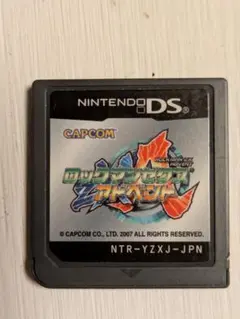 NINTENDO DS
CAPCOM
ロックマンゼクス
アドベント
© CAPCOM CO., LTD. 2007 ALL RIGHTS RESERVED.
NTR-YZXJ-JPN